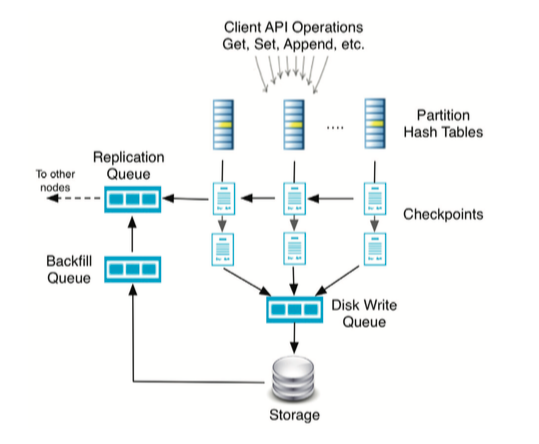 Client API Operations
Get, Set, Append, etc.
Partition
Hash Tables
....
Replication
Queue
To other
nodes
Checkpoints
Backfill
Queue
Disk Write
Queue
Storage